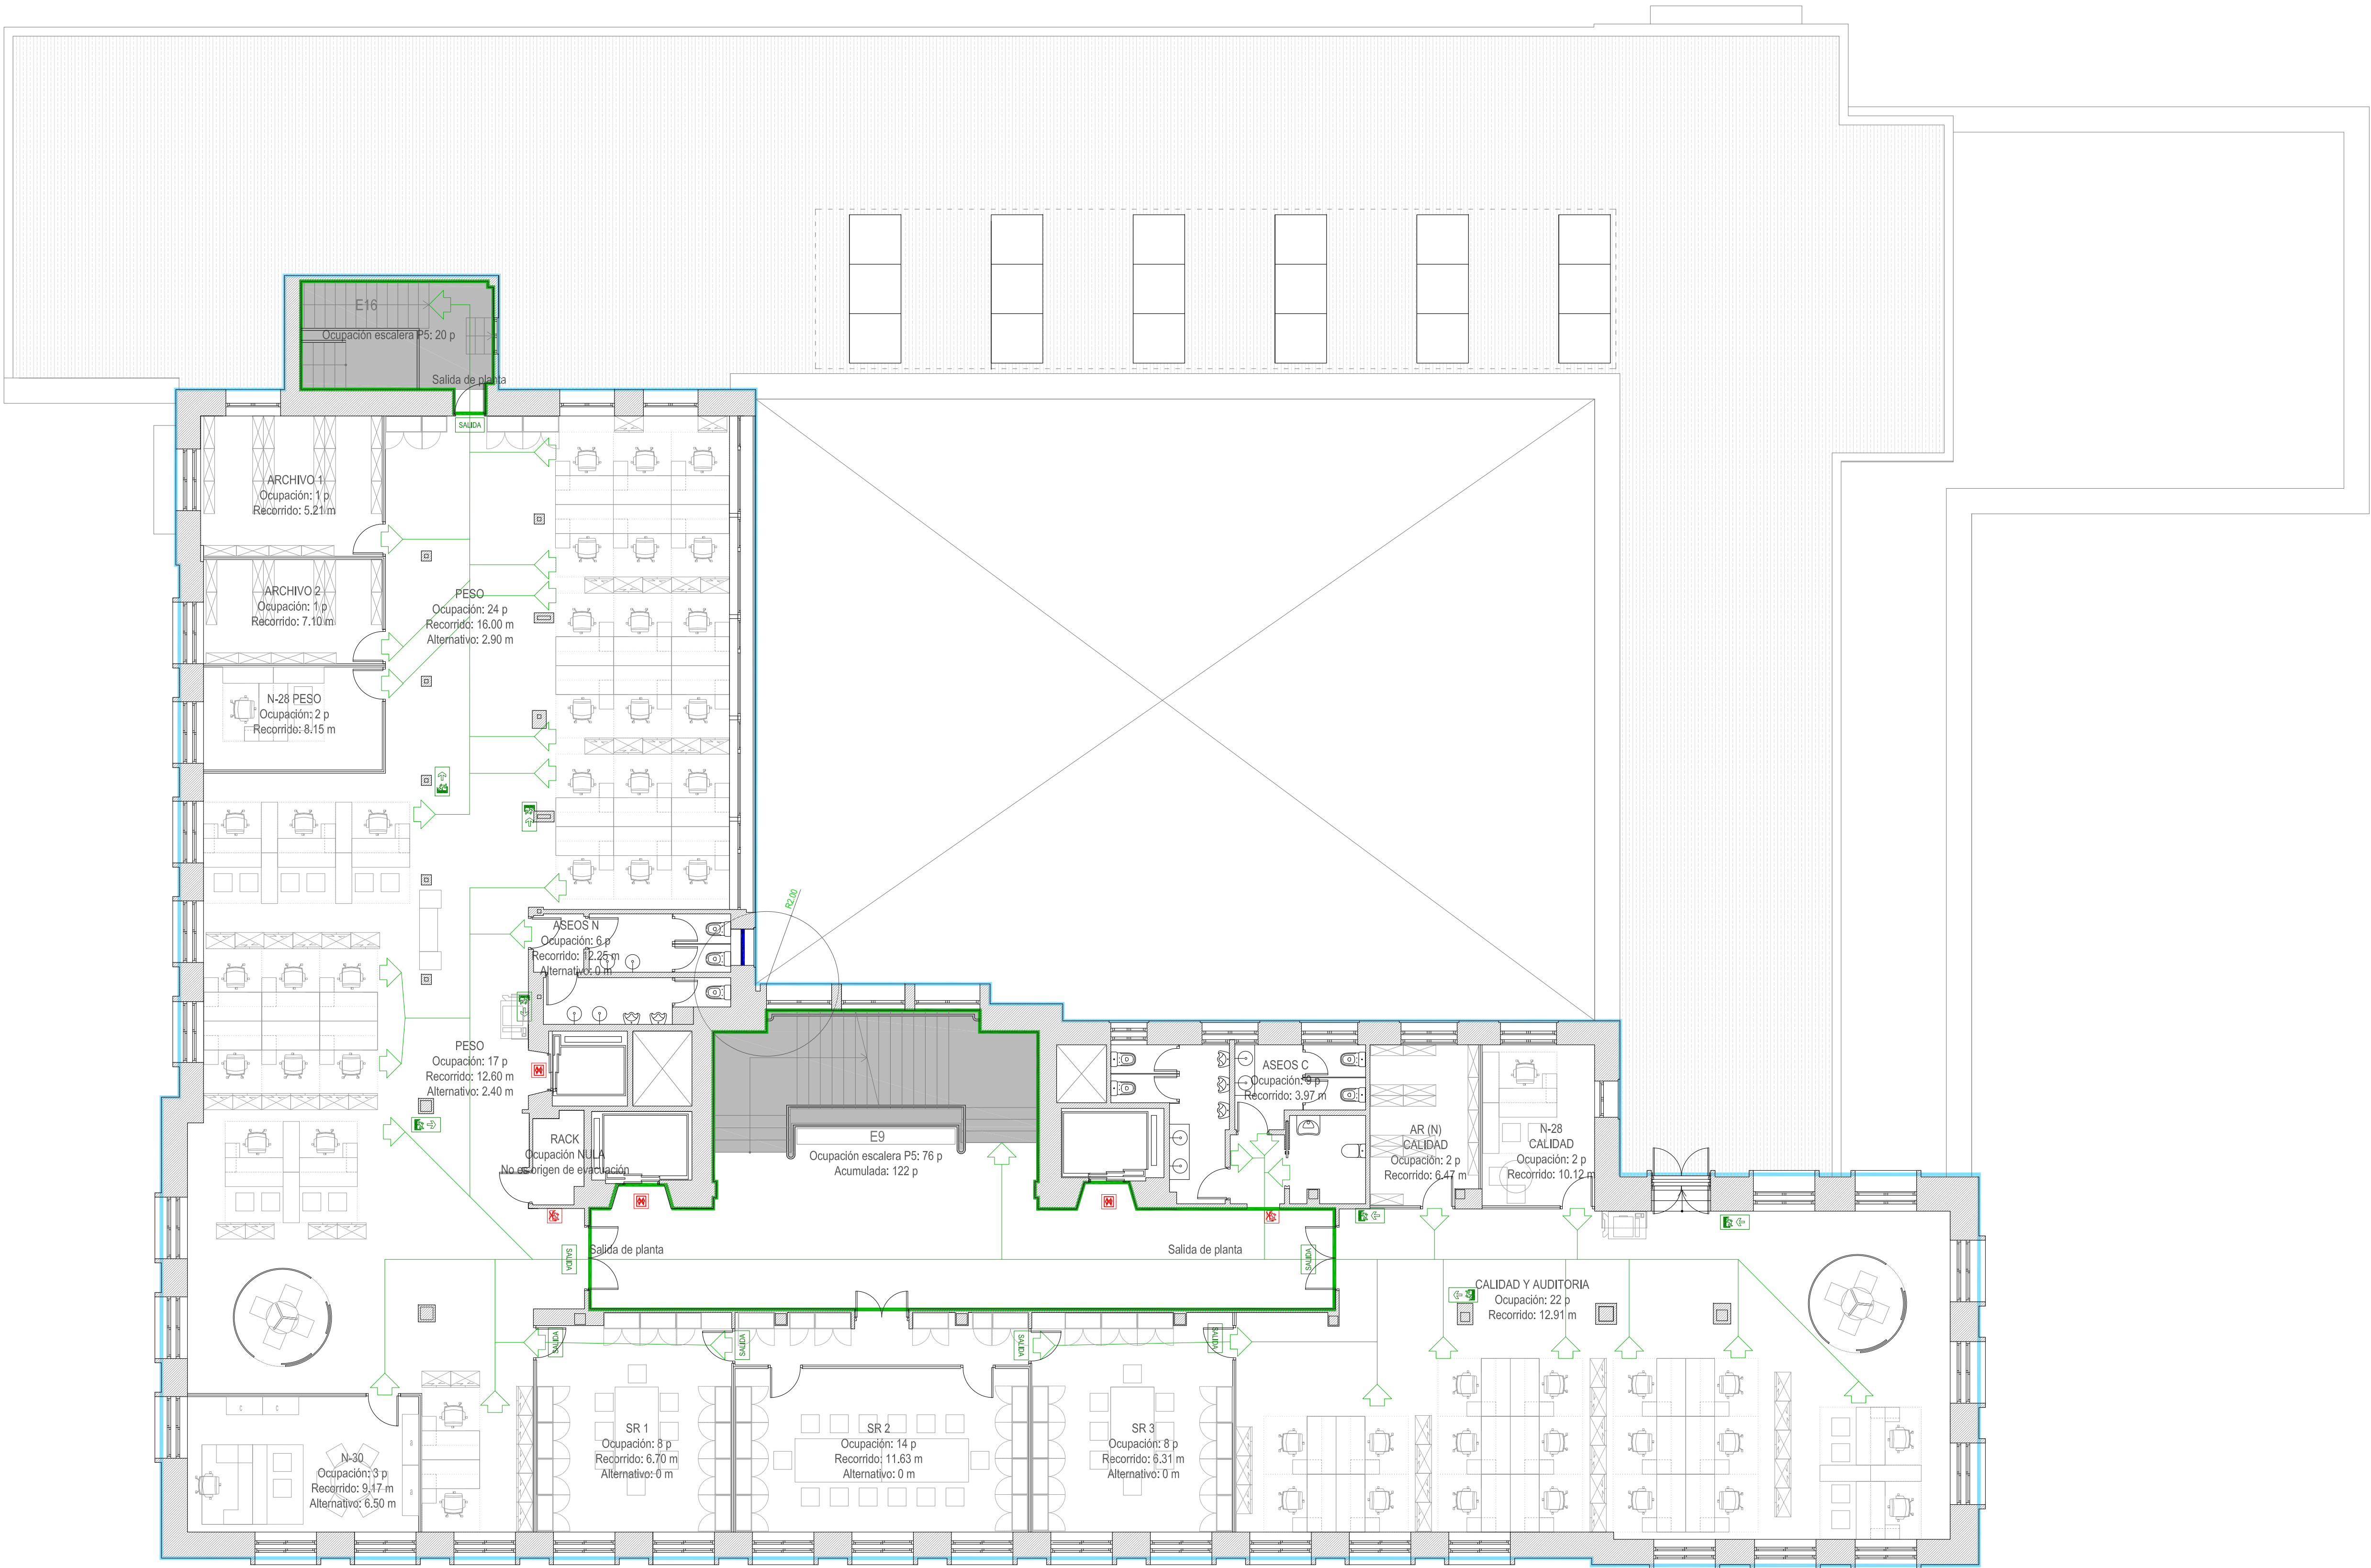 E16
Ocupación escalera P5: 20 p
Salida de planta
SALIDA
ARCHIVO 1
Ocupación: 1 p
Recorrido: 5.21 m
ARCHIVO 2
Ocupación: 1 p
Recorrido: 7.10 m
PESO
Ocupación: 24 p
Recorrido: 16.00 m
Alternativo: 2.90 m
N-28 PESO
Ocupación: 2 p
Recorrido: 8.15 m
R2.00
ASEOS N
Ocupación: 6 p
Recorrido: 12.25 m
Alternativo: 0 m
PESO
Ocupación: 17 p
Recorrido: 12.60 m
Alternativo: 2.40 m
RACK
Ocupación NULA
No es origen de evacuación
E9
Ocupación escalera P5: 76 p
Acumulada: 122 p
ASEOS C
Ocupación: 9 p
Recorrido: 3.97 m
AR (N)
CALIDAD
Ocupación: 2 p
Recorrido: 6.47 m
N-28
CALIDAD
Ocupación: 2 p
Recorrido: 10.12 m
SALIDA
Salida de planta
Salida de planta
SALIDA
CALIDAD Y AUDITORIA
Ocupación: 22 p
Recorrido: 12.91 m
SALIDA
SALIDA
SALIDA
SALIDA
N-30
Ocupación: 3 p
Recorrido: 9.17 m
Alternativo: 6.50 m
SR 1
Ocupación: 8 p
Recorrido: 6.70 m
Alternativo: 0 m
SR 2
Ocupación: 14 p
Recorrido: 11.63 m
Alternativo: 0 m
SR 3
Ocupación: 8 p
Recorrido: 6.31 m
Alternativo: 0 m